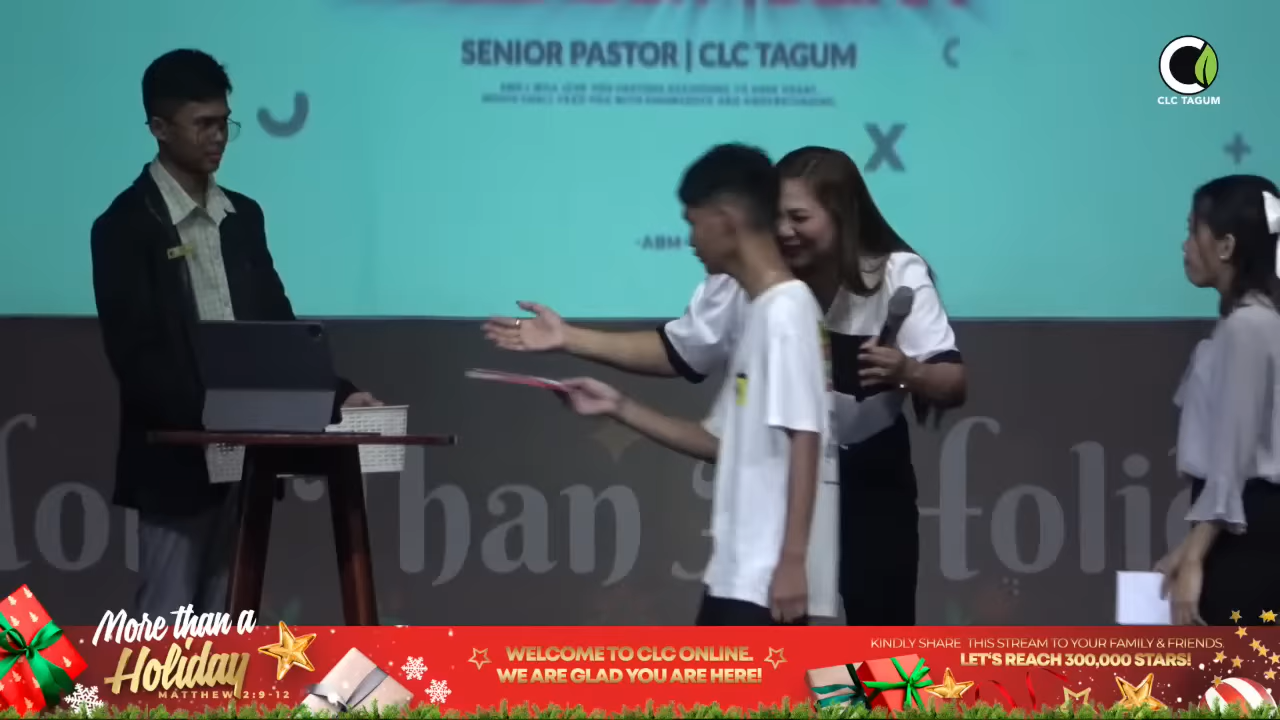 SENIOR PASTOR | CLC TAGUM
CLC TAGUM
X
than
More than a
Holiday
MATTHEW 2:9-12
WELCOME TO CLC ONLINE.
WE ARE GLAD YOU ARE HERE!
KINDLY SHARE THIS STREAM TO YOUR FAMILY & FRIENDS.
LET'S REACH 300,000 STARS!